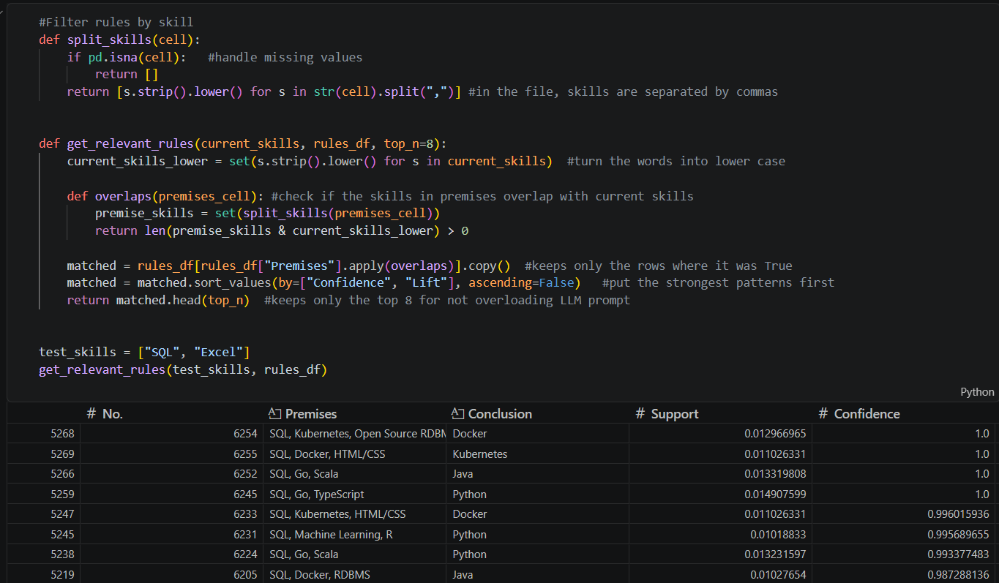 #Filter rules by skill
def split_skills(cell):
    if pd.isna(cell):   #handle missing values
        return []
    return [s.strip().lower() for s in str(cell).split(",")] #in the file, skills are separated by commas
def get_relevant_rules(current_skills, rules_df, top_n=8):
    current_skills_lower = set(s.strip().lower() for s in current_skills)  #turn the words into lower case
    def overlaps(premises_cell): #check if the skills in premises overlap with current skills
        premise_skills = set(split_skills(premises_cell))
        return len(premise_skills & current_skills_lower) > 0
    matched = rules_df[rules_df["Premises"].apply(overlaps)].copy()  #keeps only the rows where it was True
    matched = matched.sort_values(by=["Confidence", "Lift"], ascending=False)   #put the strongest patterns first
    return matched.head(top_n)  #keeps only the top 8 for not overloading LLM prompt
test_skills = ["SQL", "Excel"]
get_relevant_rules(test_skills, rules_df)
Python
# No. Premises Conclusion # Support # Confidence
5268 6254 SQL, Kubernetes, Open Source RDBM Docker 0.012966965 1.0
5269 6255 SQL, Docker, HTML/CSS Kubernetes 0.011026331 1.0
5266 6252 SQL, Go, Scala Java 0.013319808 1.0
5259 6245 SQL, Go, TypeScript Python 0.014907599 1.0
5247 6233 SQL, Kubernetes, HTML/CSS Docker 0.011026331 0.996015936
5245 6231 SQL, Machine Learning, R Python 0.01018833 0.995689655
5238 6224 SQL, Go, Scala Python 0.013231597 0.993377483
5219 6205 SQL, Docker, RDBMS Java 0.01027654 0.987288136